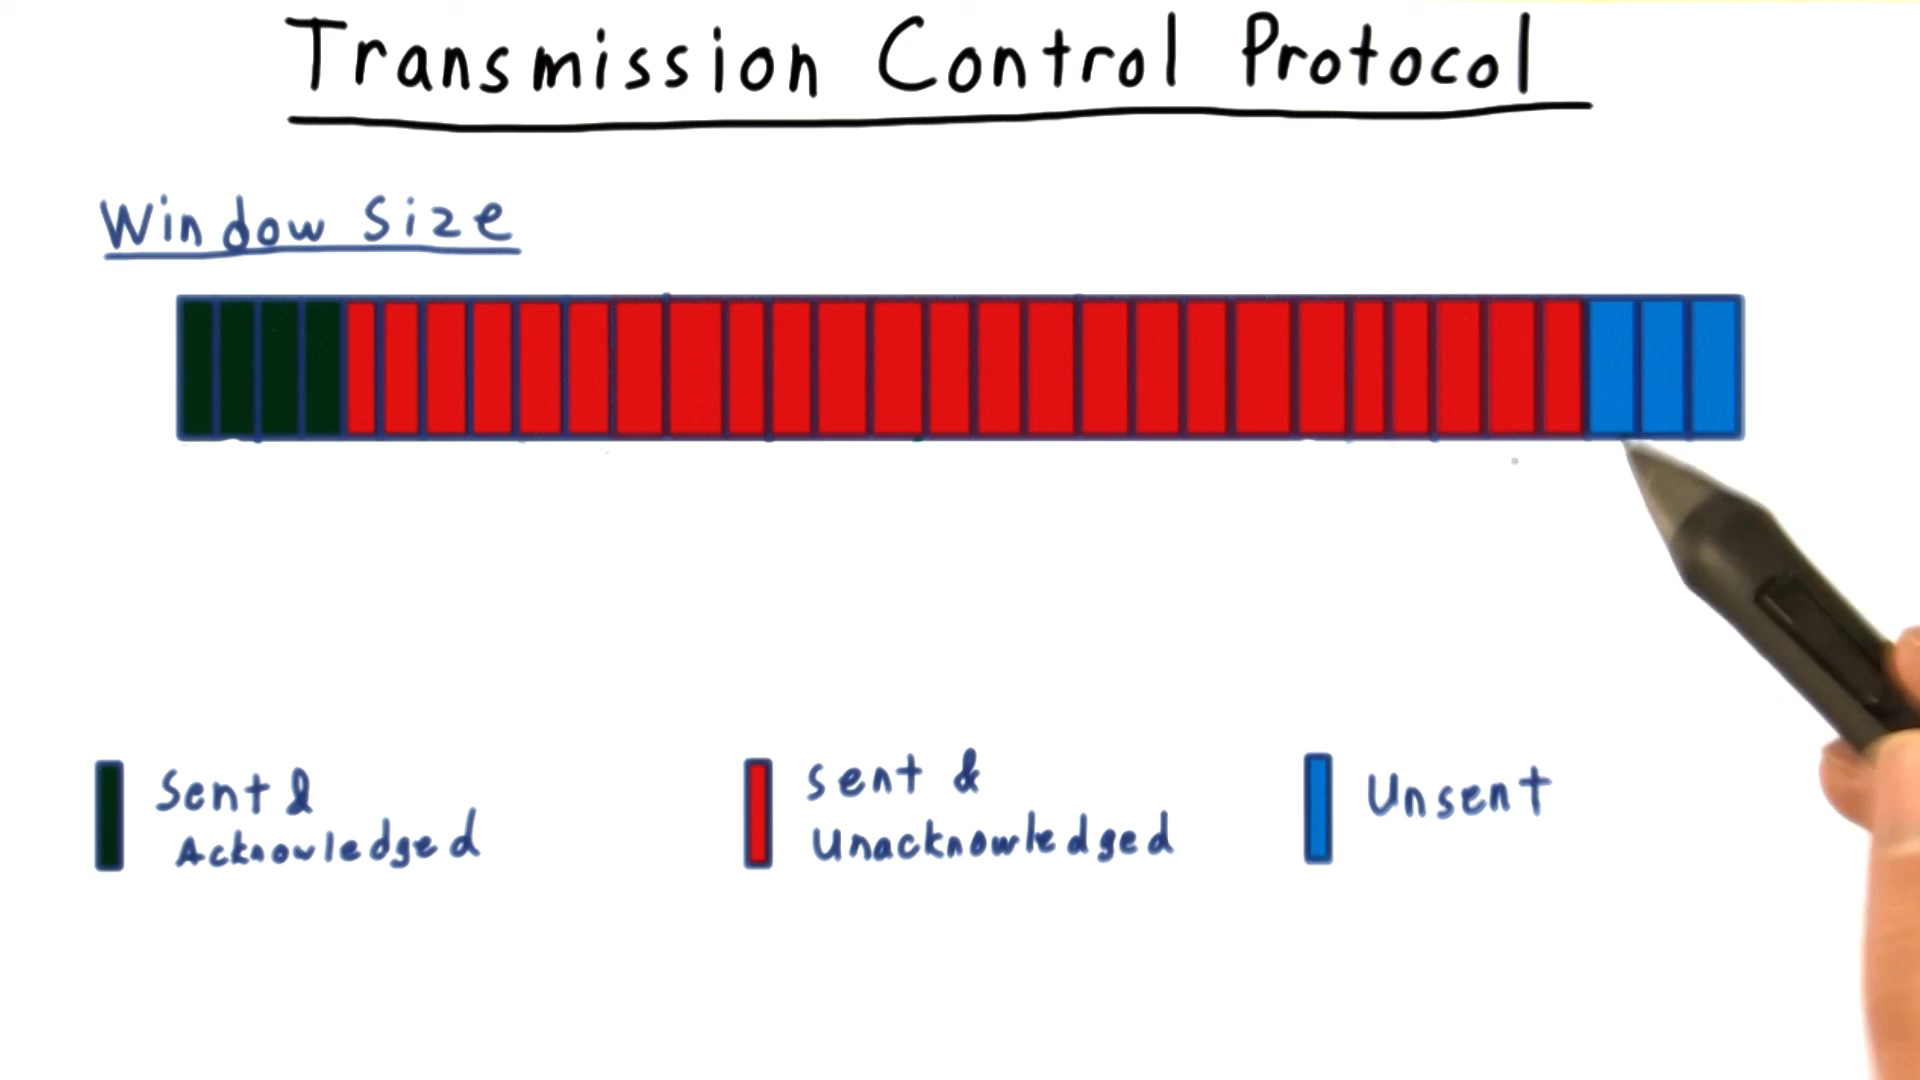 Transmission Control Protocol
Window Size
Sent &
Acknowledged
sent &
Unacknowledged
Unsent